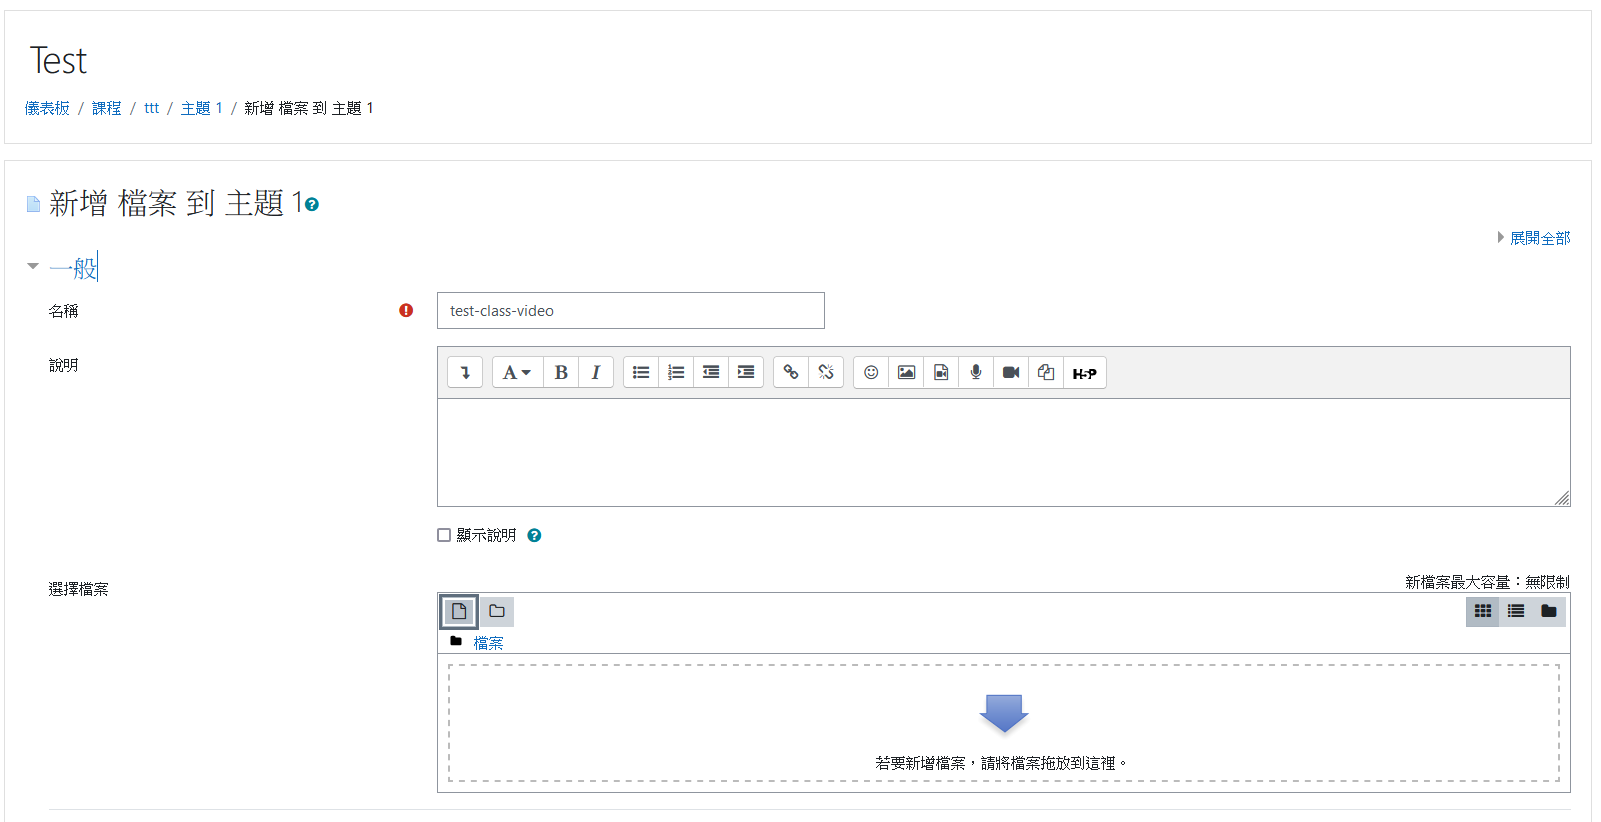 Test
儀表板 / 課程 / ttt / 主題 1 / 新增 檔案 到 主題 1
新增 檔案 到 主題 1
展開全部
一般
名稱
test-class-video
說明
A B I
H5P
顯示說明
選擇檔案
新檔案最大容量：無限制
檔案
若要新增檔案，請將檔案拖放到這裡。